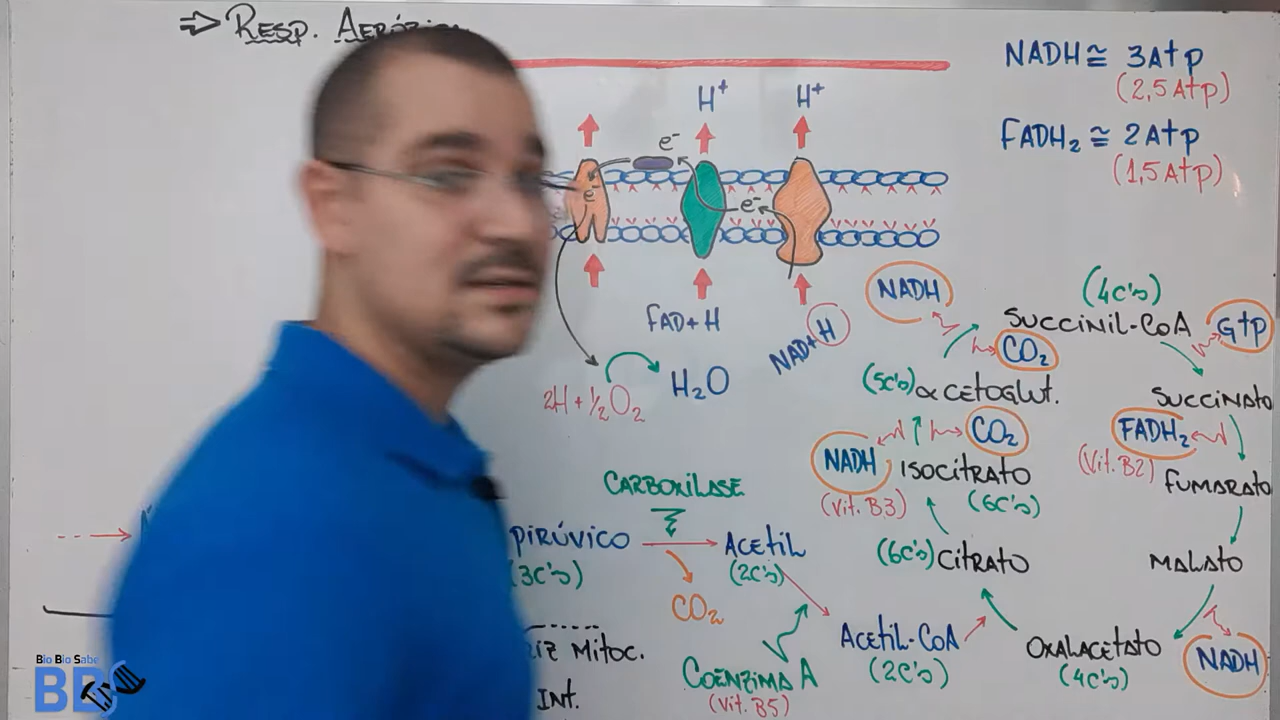 ⇒ RESP. AERÓBICA
NADH ≅ 3Atp
(2,5 Atp)
FADH₂ ≅ 2Atp
(1,5 Atp)
H⁺
H⁺
e⁻
e⁻
e⁻
FAD+H
NAD+H
2H + ½O₂
H₂O
NADH
(4C's)
SUCCINIL-CoA
Gtp
CO₂
(5C's) α CETOGLUT.
SUCCINATO
CO₂
FADH₂
(Vit. B2)
NADH
ISOCITRATO
(Vit. B3)
(6C's)
FUMARATO
CARBOXILASE
PIRÚVICO
ACETIL
(3C's)
(2C's)
(6C's) CITRATO
MALATO
CO₂
ACETIL-CoA
(2C's)
OXALACETATO
(4C's)
NADH
IZ MITOC.
COENZIMA A
(Vit. B5)
INT.
Bio Bio Sabe
BBS